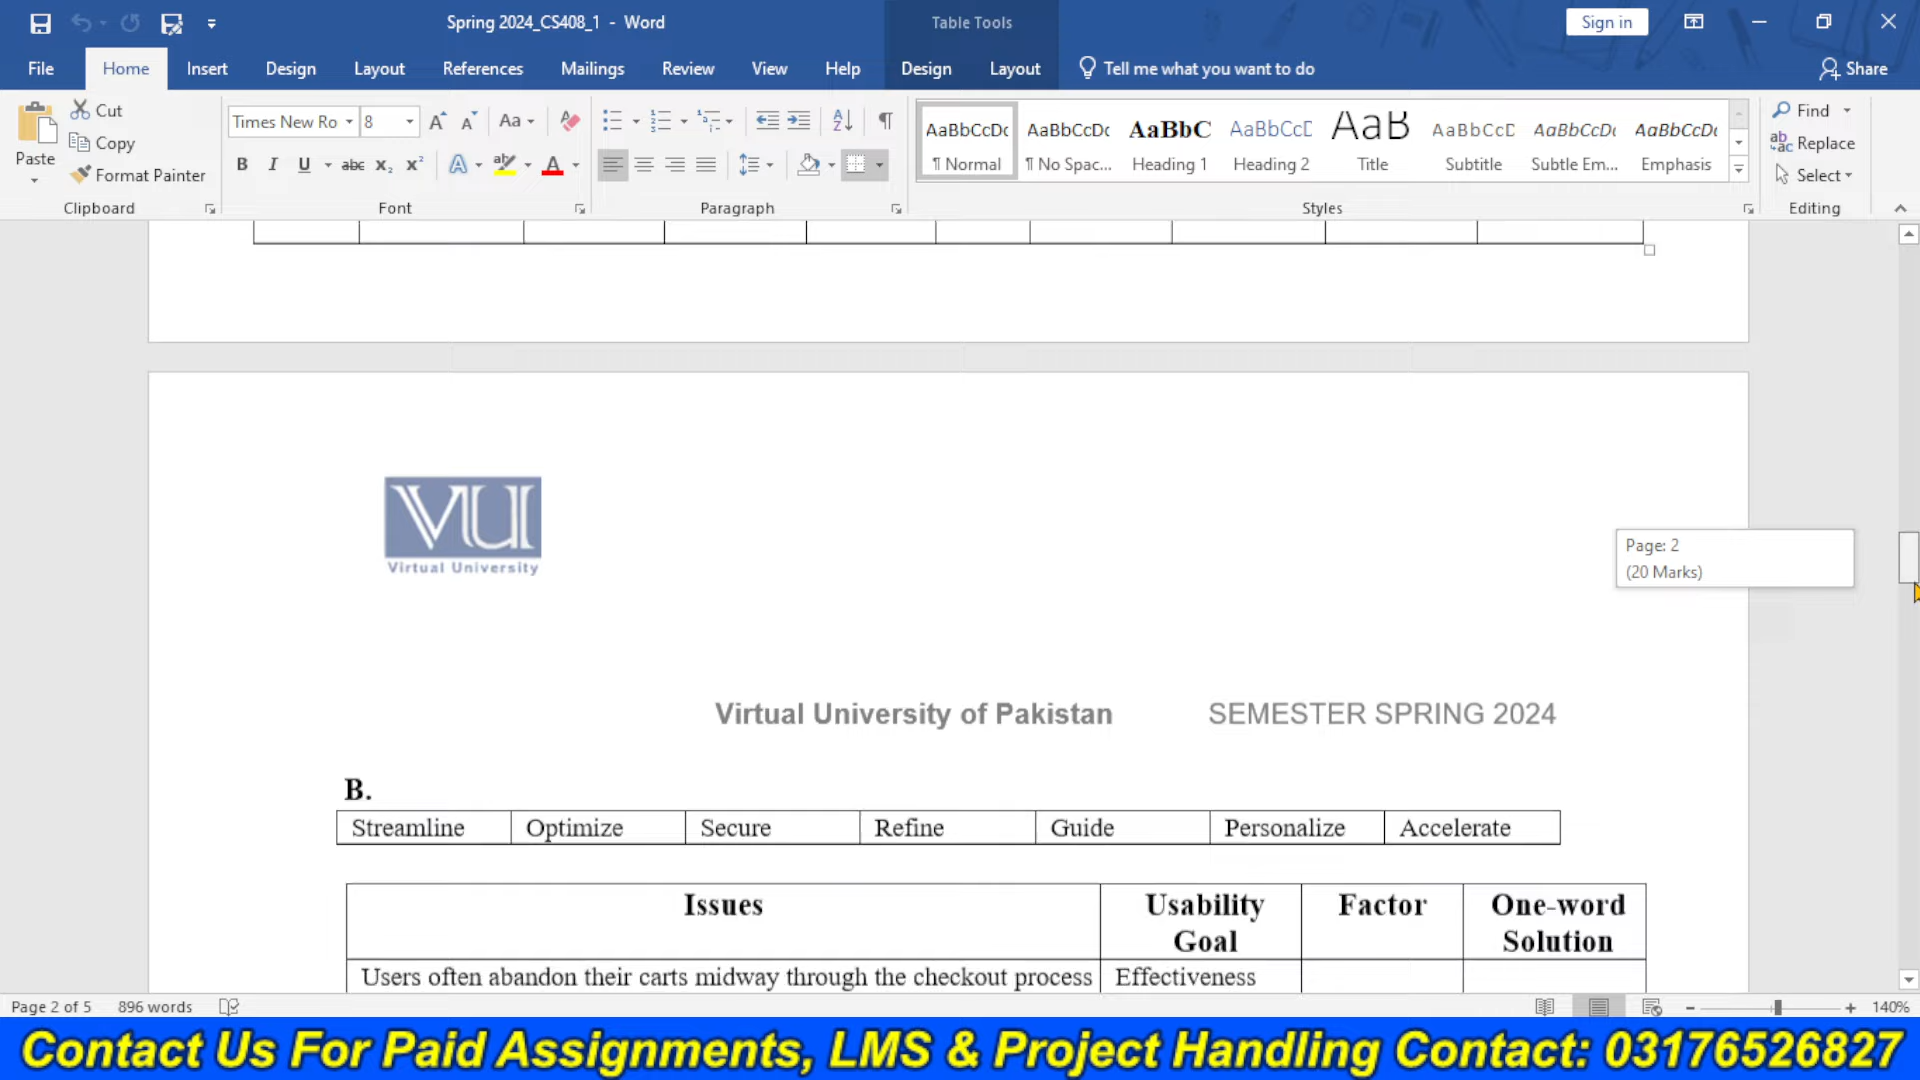 Spring 2024_CS408_1 - Word
Table Tools
Sign in
File Home Insert Design Layout References Mailings Review View Help Design Layout Tell me what you want to do Share
Paste
Cut
Copy
Format Painter
Clipboard
Times New Ro 8
Aa
B I U abc x₂ x²
Font
Paragraph
AaBbCcDc AaBbCcDc AaBbC AaBbCcD AaB AaBbCcD AaBbCcDc AaBbCcDc
¶ Normal ¶ No Spac... Heading 1 Heading 2 Title Subtitle Subtle Em... Emphasis
Styles
Find
Replace
Select
Editing
VU
Virtual University
Page: 2
(20 Marks)
Virtual University of Pakistan SEMESTER SPRING 2024
B.
Streamline Optimize Secure Refine Guide Personalize Accelerate
Issues Usability Goal Factor One-word Solution
Users often abandon their carts midway through the checkout process Effectiveness
Page 2 of 5 896 words 140%
Contact Us For Paid Assignments, LMS & Project Handling Contact: 03176526827